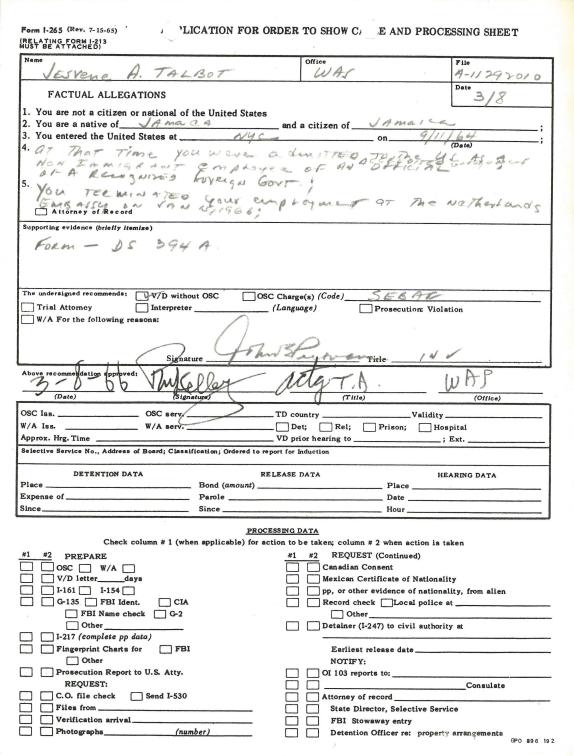 Form I-265 (Rev. 7-15-65)
(RELATING FORM I-213
MUST BE ATTACHED)
PLICATION FOR ORDER TO SHOW C E AND PROCESSING SHEET
Name Office File
A. TALBOT WAS A-11292010
Date
3/8
FACTUAL ALLEGATIONS
1. You are not a citizen or national of the United States
2. You are a native of JAMAICA and a citizen of JAMAICA ;
3. You entered the United States at NYC on 9/11/64 ;
(Date)
4. AT THAT TIME you were admitted TO THE U.S. AS A
NON IMMIGRANT employee OF AN OFFICIAL
OF A RECOGNIZED Foreign Govt;
5. YOU TERMINATED your employment AT THE Netherlands
EMBASSY on JAN 1966;
Attorney of Record
Supporting evidence (briefly itemize)
FORM — DS 394 A.
The undersigned recommends: V/D without OSC OSC Charge(s) (Code)
Trial Attorney Interpreter (Language) Prosecution: Violation
W/A For the following reasons:
Signature Title INV
Above recommendation approved:
3-8-66 Kelley actg T.A. WAS
(Date) (Signature) (Title) (Office)
OSC Iss. OSC serv. TD country Validity
W/A Iss. W/A serv. Det; Rel; Prison; Hospital
Approx. Hrg. Time VD prior hearing to ; Ext.
Selective Service No., Address of Board; Classification; Ordered to report for Induction
DETENTION DATA RELEASE DATA HEARING DATA
Place Bond (amount) Place
Expense of Parole Date
Since Since Hour
PROCESSING DATA
Check column # 1 (when applicable) for action to be taken; column # 2 when action is taken
#1 #2 PREPARE
OSC W/A
V/D letter days
I-161 I-154
G-135 FBI Ident. CIA
FBI Name check G-2
Other
I-217 (complete pp data)
Fingerprint Charts for FBI
Other
Prosecution Report to U.S. Atty.
REQUEST:
C.O. file check Send I-530
Files from
Verification arrival
Photographs (number)
#1 #2 REQUEST (Continued)
Canadian Consent
Mexican Certificate of Nationality
pp, or other evidence of nationality, from alien
Record check Local police at
Other
Detainer (I-247) to civil authority at
Earliest release date
NOTIFY:
OI 103 reports to:
Consulate
Attorney of record
State Director, Selective Service
FBI Stowaway entry
Detention Officer re: property arrangements
GPO 896 192